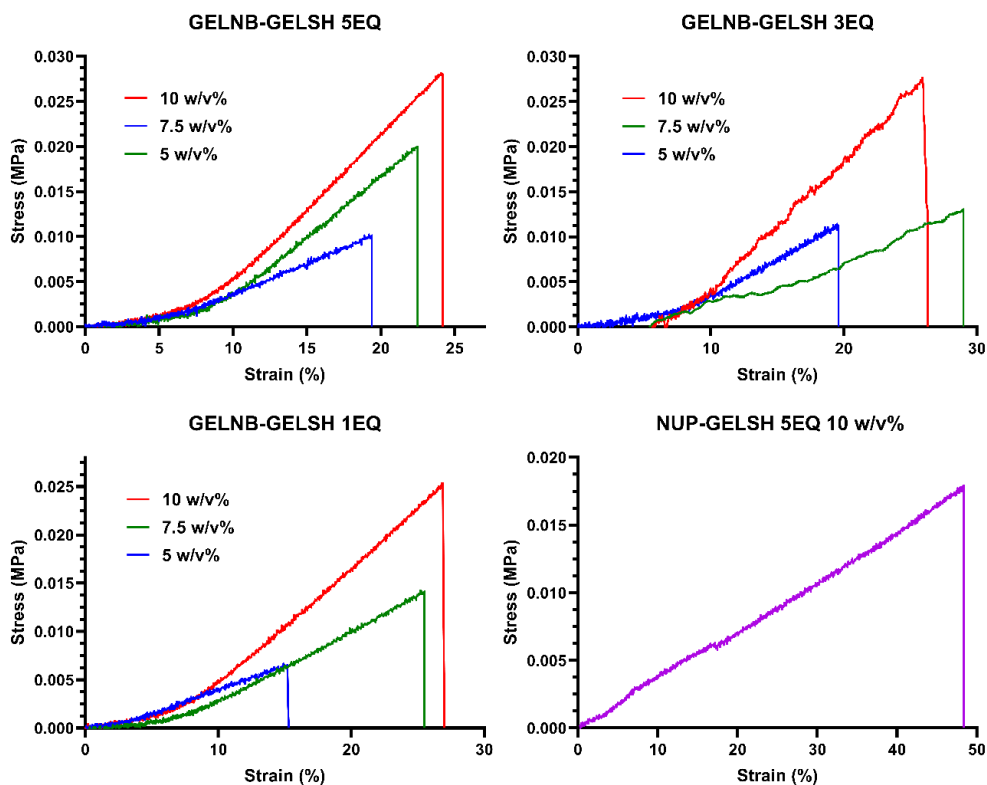 GELNB-GELSH 5EQ
Stress (MPa)
0.030
0.025
0.020
0.015
0.010
0.005
0.000
10 w/v%
7.5 w/v%
5 w/v%
0
5
10
15
20
25
Strain (%)
GELNB-GELSH 3EQ
Stress (MPa)
0.030
0.025
0.020
0.015
0.010
0.005
0.000
10 w/v%
7.5 w/v%
5 w/v%
0
10
20
30
Strain (%)
GELNB-GELSH 1EQ
Stress (MPa)
0.025
0.020
0.015
0.010
0.005
0.000
10 w/v%
7.5 w/v%
5 w/v%
0
10
20
30
Strain (%)
NUP-GELSH 5EQ 10 w/v%
Stress (MPa)
0.020
0.015
0.010
0.005
0.000
0
10
20
30
40
50
Strain (%)